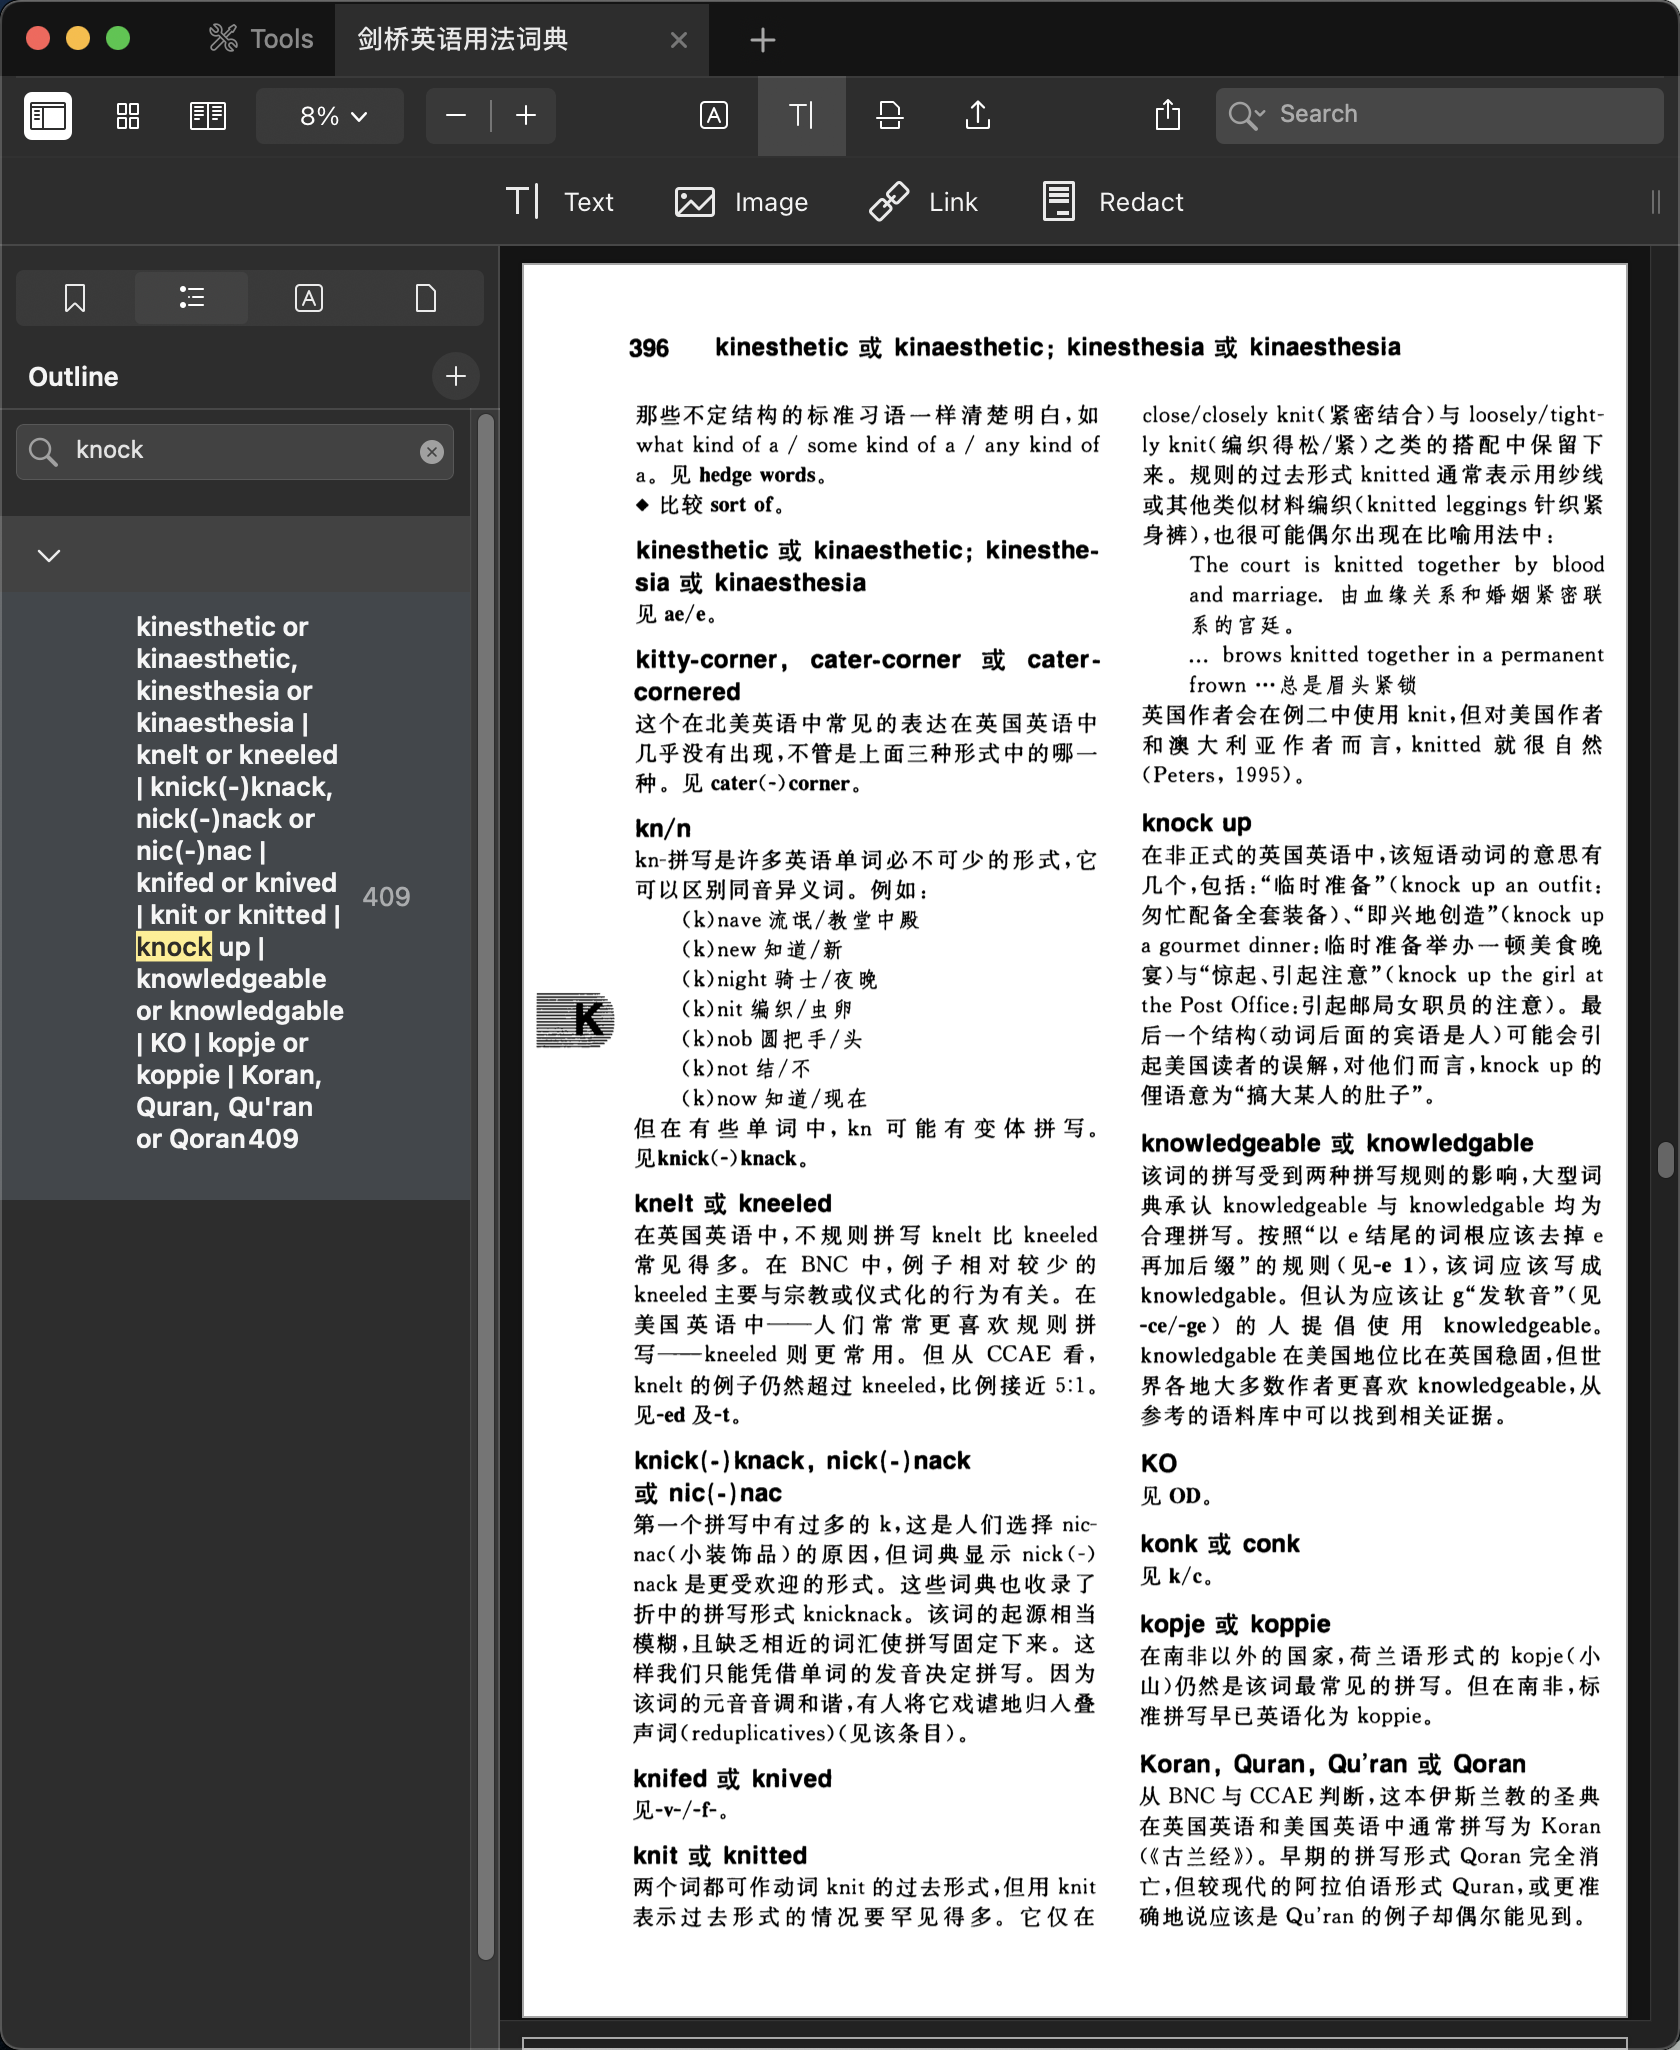 Tools
剑桥英语用法词典
8%
Search
Text
Image
Link
Redact
Outline
knock
kinesthetic or
kinaesthetic,
kinesthesia or
kinaesthesia |
knelt or kneeled
| knick(-)knack,
nick(-)nack or
nic(-)nac |
knifed or knived
| knit or knitted |
knock up |
knowledgeable
or knowledgable
| KO | kopje or
koppie | Koran,
Quran, Qu'ran
or Qoran409
409
396 kinesthetic 或 kinaesthetic; kinesthesia 或 kinaesthesia
那些不定结构的标准习语一样清楚明白,如
what kind of a / some kind of a / any kind of
a。见 hedge words。
◆ 比较 sort of。
kinesthetic 或 kinaesthetic; kinesthe-
sia 或 kinaesthesia
见 ae/e。
kitty-corner, cater-corner 或 cater-
cornered
这个在北美英语中常见的表达在英国英语中
几乎没有出现,不管是上面三种形式中的哪一
种。见 cater(-)corner。
kn/n
kn-拼写是许多英语单词必不可少的形式,它
可以区别同音异义词。例如:
(k)nave 流氓/教堂中殿
(k)new 知道/新
(k)night 骑士/夜晚
(k)nit 编织/虫卵
(k)nob 圆把手/头
(k)not 结/不
(k)now 知道/现在
但在有些单词中,kn 可能有变体拼写。
见knick(-)knack。
knelt 或 kneeled
在英国英语中,不规则拼写 knelt 比 kneeled
常见得多。在 BNC 中,例子相对较少的
kneeled 主要与宗教或仪式化的行为有关。在
美国英语中——人们常常更喜欢规则拼
写——kneeled 则更常用。但从 CCAE 看,
knelt 的例子仍然超过 kneeled,比例接近 5:1。
见-ed 及-t。
knick(-)knack, nick(-)nack
或 nic(-)nac
第一个拼写中有过多的 k,这是人们选择 nic-
nac(小装饰品)的原因,但词典显示 nick(-)
nack 是更受欢迎的形式。这些词典也收录了
折中的拼写形式 knicknack。该词的起源相当
模糊,且缺乏相近的词汇使拼写固定下来。这
样我们只能凭借单词的发音决定拼写。因为
该词的元音音调和谐,有人将它戏谑地归入叠
声词(reduplicatives)(见该条目)。
knifed 或 knived
见-v-/-f-。
knit 或 knitted
两个词都可作动词 knit 的过去形式,但用 knit
表示过去形式的情况要罕见得多。它仅在
K
close/closely knit(紧密结合)与 loosely/tight-
ly knit(编织得松/紧)之类的搭配中保留下
来。规则的过去形式 knitted 通常表示用纱线
或其他类似材料编织(knitted leggings 针织紧
身裤),也很可能偶尔出现在比喻用法中:
The court is knitted together by blood
and marriage. 由血缘关系和婚姻紧密联
系的宫廷。
… brows knitted together in a permanent
frown …总是眉头紧锁
英国作者会在例二中使用 knit,但对美国作者
和澳大利亚作者而言,knitted 就很自然
(Peters, 1995)。
knock up
在非正式的英国英语中,该短语动词的意思有
几个,包括:“临时准备”(knock up an outfit:
匆忙配备全套装备)、“即兴地创造”(knock up
a gourmet dinner:临时准备举办一顿美食晚
宴)与“惊起、引起注意”(knock up the girl at
the Post Office:引起邮局女职员的注意)。最
后一个结构(动词后面的宾语是人)可能会引
起美国读者的误解,对他们而言,knock up 的
俚语意为“搞大某人的肚子”。
knowledgeable 或 knowledgable
该词的拼写受到两种拼写规则的影响,大型词
典承认 knowledgeable 与 knowledgable 均为
合理拼写。按照“以 e 结尾的词根应该去掉 e
再加后缀”的规则(见-e 1),该词应该写成
knowledgable。但认为应该让 g“发软音”(见
-ce/-ge)的人提倡使用 knowledgeable。
knowledgable 在美国地位比在英国稳固,但世
界各地大多数作者更喜欢 knowledgeable,从
参考的语料库中可以找到相关证据。
KO
见 OD。
konk 或 conk
见 k/c。
kopje 或 koppie
在南非以外的国家,荷兰语形式的 kopje(小
山)仍然是该词最常见的拼写。但在南非,标
准拼写早已英语化为 koppie。
Koran, Quran, Qu’ran 或 Qoran
从 BNC 与 CCAE 判断,这本伊斯兰教的圣典
在英国英语和美国英语中通常拼写为 Koran
(《古兰经》)。早期的拼写形式 Qoran 完全消
亡,但较现代的阿拉伯语形式 Quran,或更准
确地说应该是 Qu’ran 的例子却偶尔能见到。